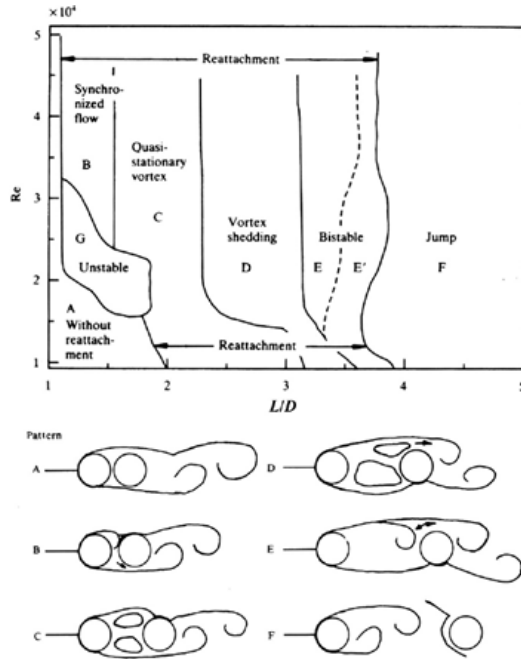 5 x10⁴
Reattachment
Synchro-
nized
flow
Quasi-
stationary
vortex
4
B
C
Re
3
G
Vortex
shedding
Bistable
Jump
Unstable
D
E
E'
F
2
A
Without
reattach-
ment
Reattachment
1
1 2 3 4 5
L/D
Pattern
A
D
B
E
C
F